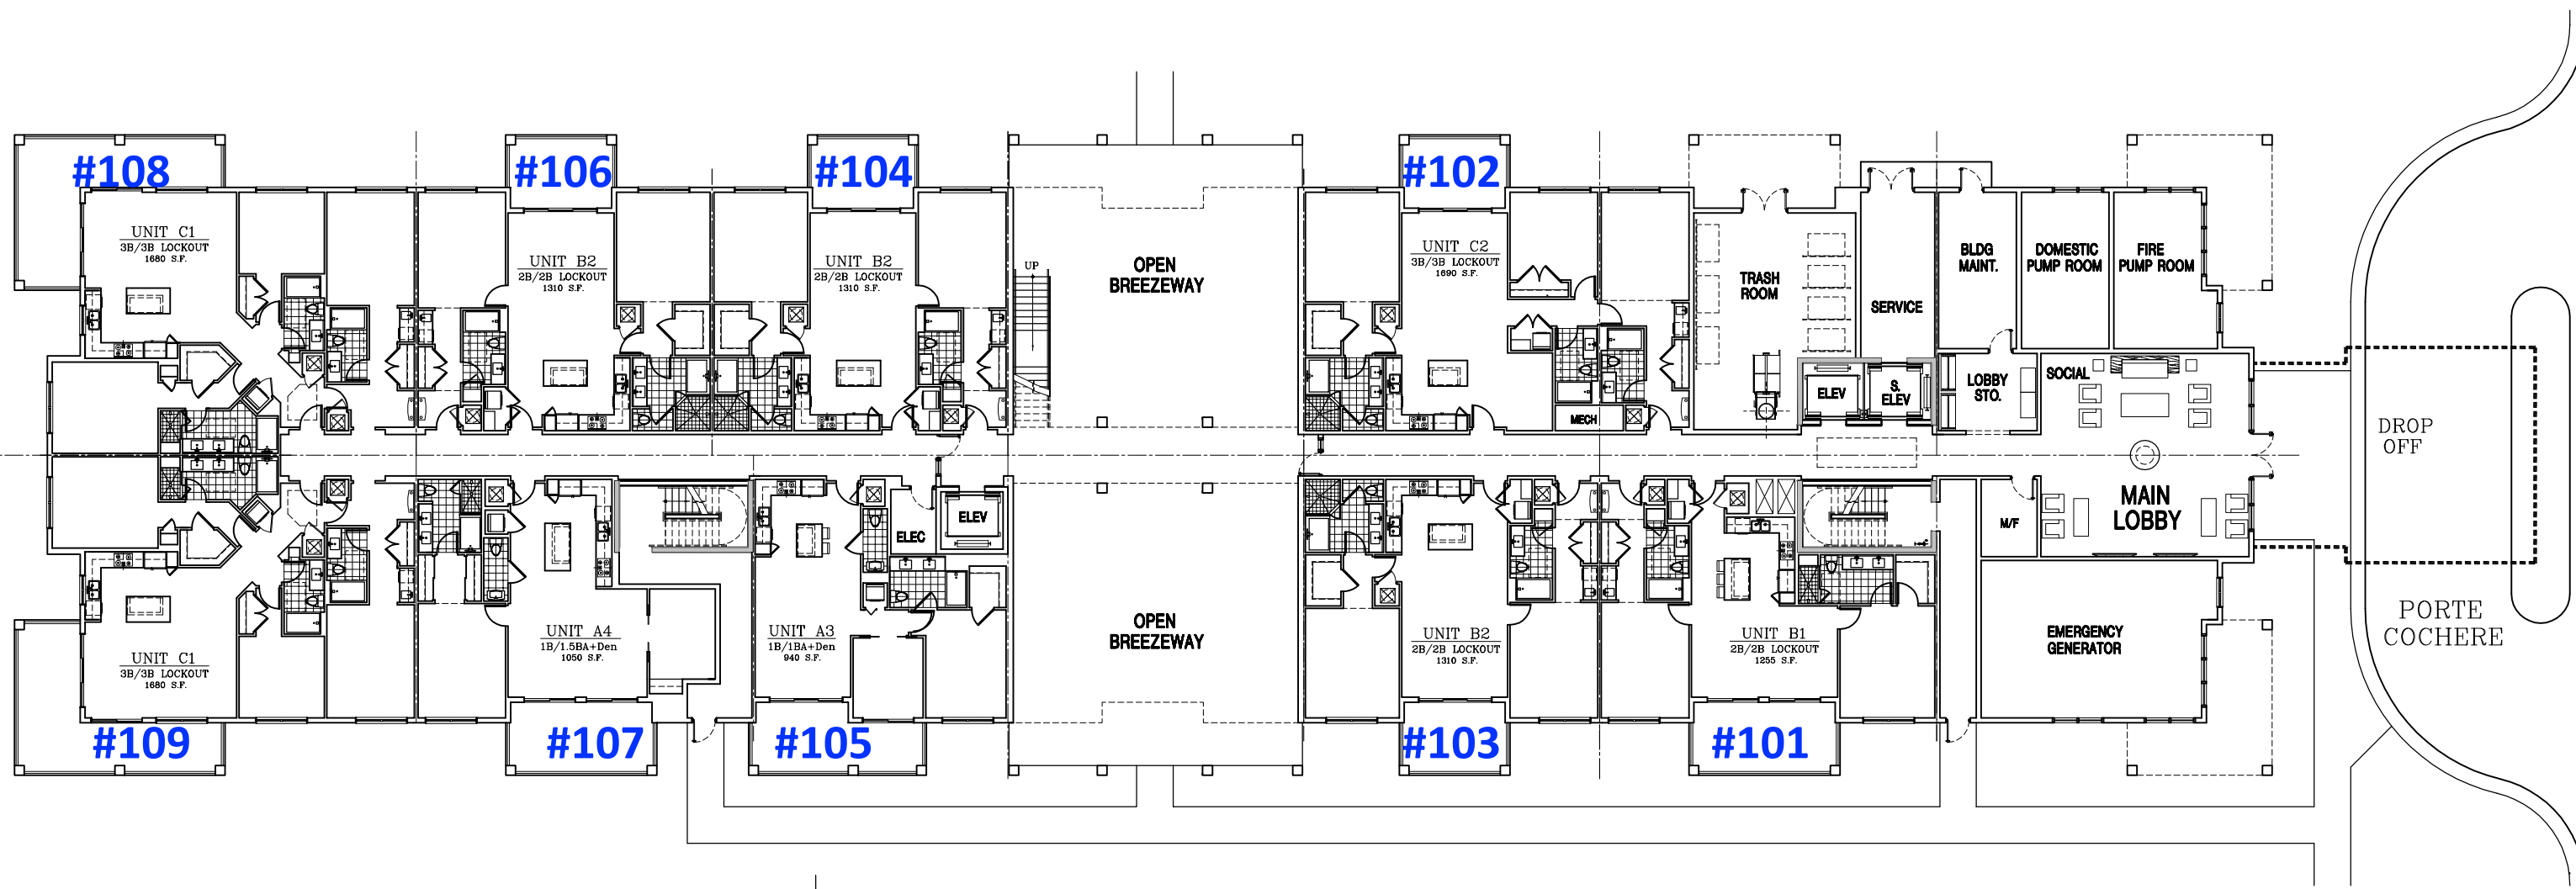 #108
#106
#104
#102
UNIT C1
3B/3B LOCKOUT
1680 S.F.
UNIT B2
2B/2B LOCKOUT
1310 S.F.
UNIT B2
2B/2B LOCKOUT
1310 S.F.
UP
OPEN
BREEZEWAY
UNIT C2
3B/3B LOCKOUT
1690 S.F.
MECH
TRASH
ROOM
SERVICE
BLDG
MAINT.
DOMESTIC
PUMP ROOM
FIRE
PUMP ROOM
ELEV
S.
ELEV
LOBBY
STO.
SOCIAL
DROP
OFF
ELEC
ELEV
M/F
MAIN
LOBBY
UNIT C1
3B/3B LOCKOUT
1680 S.F.
UNIT A4
1B/1.5BA+Den
1050 S.F.
UNIT A3
1B/1BA+Den
940 S.F.
OPEN
BREEZEWAY
UNIT B2
2B/2B LOCKOUT
1310 S.F.
UNIT B1
2B/2B LOCKOUT
1255 S.F.
EMERGENCY
GENERATOR
PORTE
COCHERE
#109
#107
#105
#103
#101